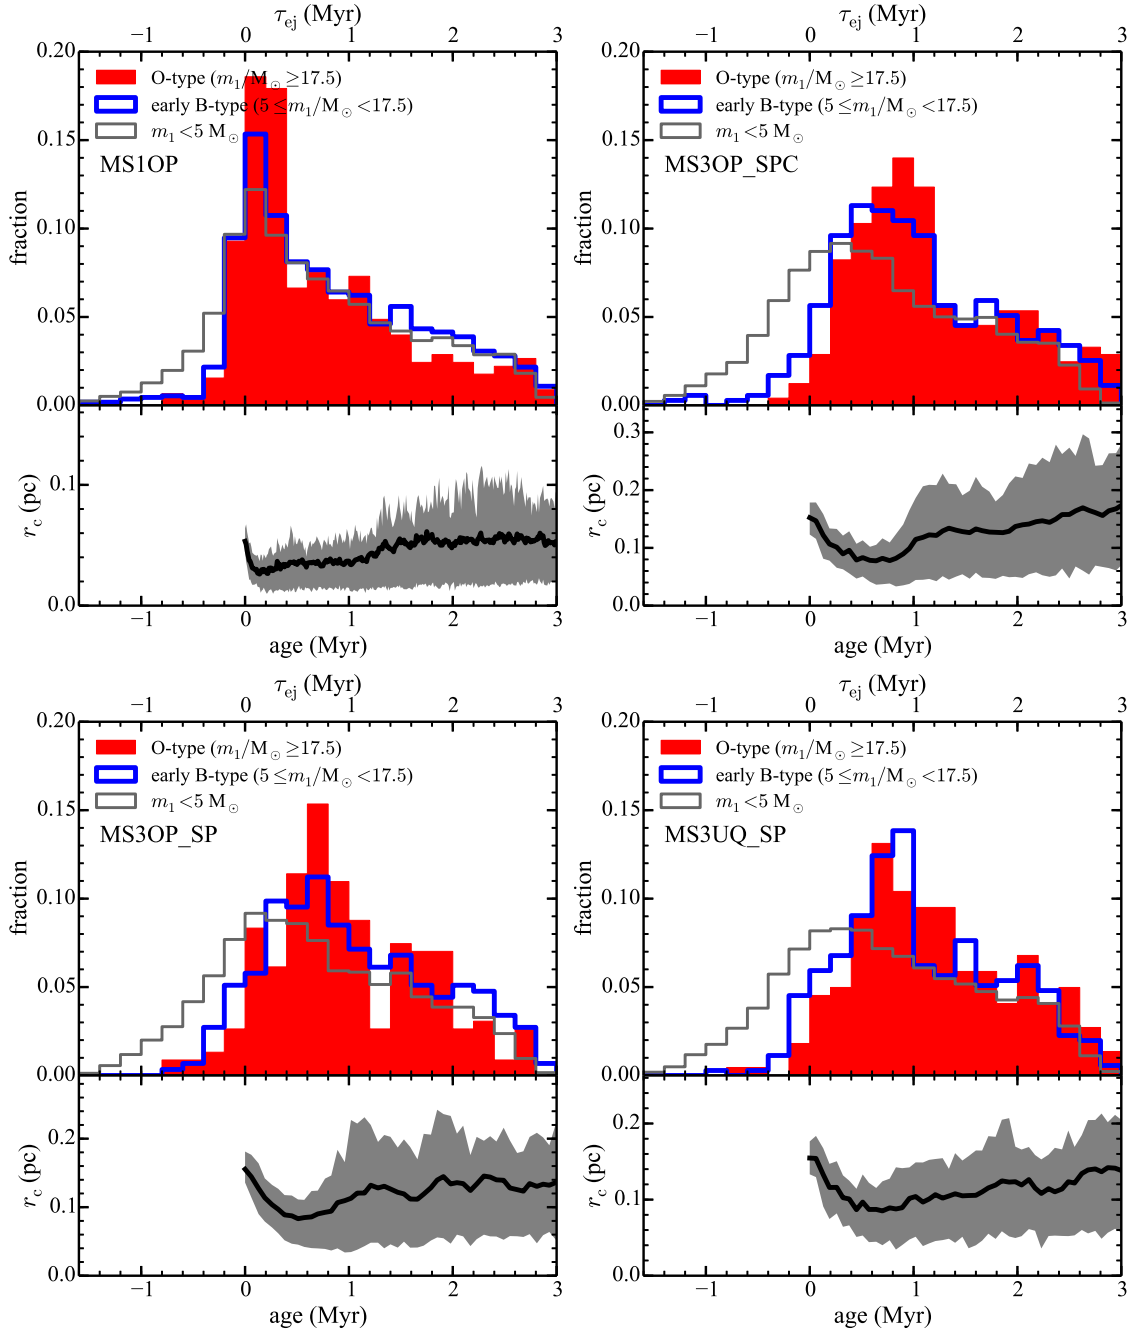 τej (Myr)
−1 0 1 2 3
0.20
0.15
0.10
0.05
0.00
fraction
O-type (m1/M☉ ≥17.5)
early B-type (5 ≤m1/M☉ <17.5)
m1 <5 M☉
MS1OP
0.1
0.0
rc (pc)
−1 0 1 2 3
age (Myr)
τej (Myr)
−1 0 1 2 3
0.20
0.15
0.10
0.05
0.00
fraction
O-type (m1/M☉ ≥17.5)
early B-type (5 ≤m1/M☉ <17.5)
m1 <5 M☉
MS3OP_SPC
0.3
0.2
0.1
0.0
rc (pc)
−1 0 1 2 3
age (Myr)
τej (Myr)
−1 0 1 2 3
0.20
0.15
0.10
0.05
0.00
fraction
O-type (m1/M☉ ≥17.5)
early B-type (5 ≤m1/M☉ <17.5)
m1 <5 M☉
MS3OP_SP
0.2
0.1
0.0
rc (pc)
−1 0 1 2 3
age (Myr)
τej (Myr)
−1 0 1 2 3
0.20
0.15
0.10
0.05
0.00
fraction
O-type (m1/M☉ ≥17.5)
early B-type (5 ≤m1/M☉ <17.5)
m1 <5 M☉
MS3UQ_SP
0.2
0.1
0.0
rc (pc)
−1 0 1 2 3
age (Myr)